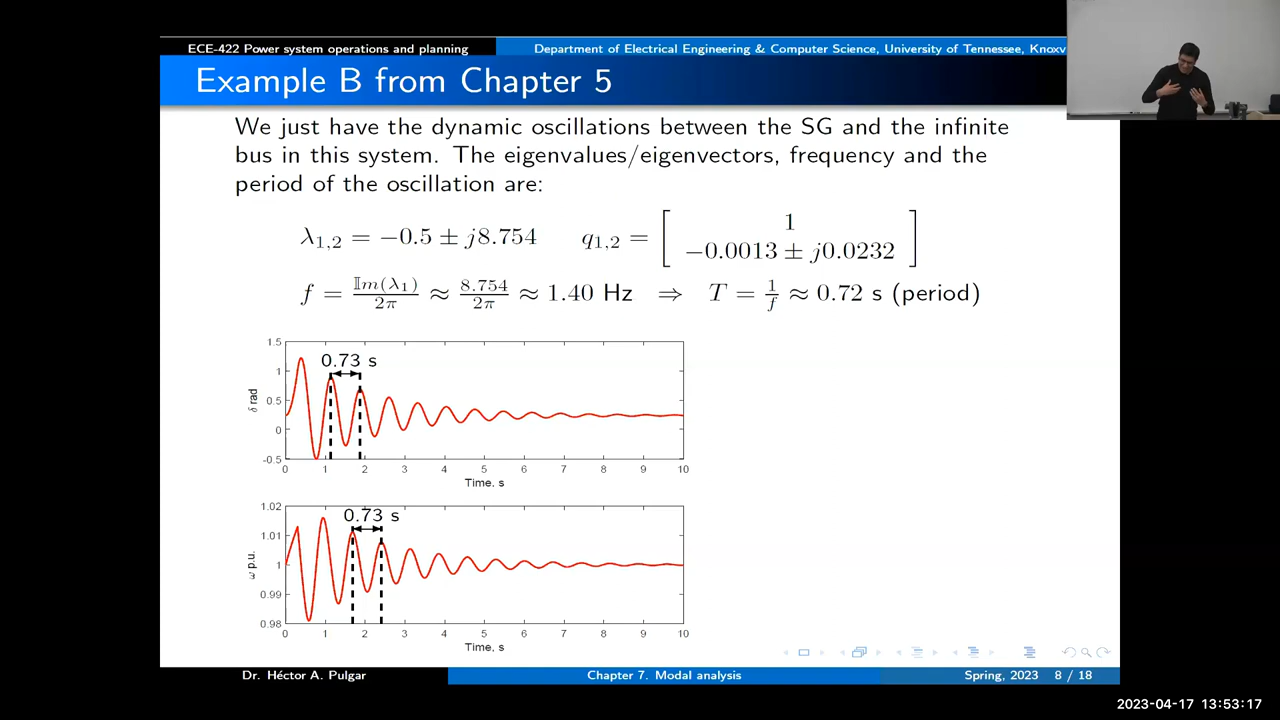 ECE-422 Power system operations and planning
Department of Electrical Engineering & Computer Science, University of Tennessee, Knoxv
Example B from Chapter 5
We just have the dynamic oscillations between the SG and the infinite
bus in this system. The eigenvalues/eigenvectors, frequency and the
period of the oscillation are:
λ1,2 = −0.5 ± j8.754 q1,2 = [ 1 −0.0013 ± j0.0232 ]
f = 𝕀m(λ1)/2π ≈ 8.754/2π ≈ 1.40 Hz ⇒ T = 1/f ≈ 0.72 s (period)
1.5
1
0.5
0
-0.5
δ rad
0.73 s
0 1 2 3 4 5 6 7 8 9 10
Time, s
1.02
1.01
1
0.99
0.98
ω p.u.
0.73 s
0 1 2 3 4 5 6 7 8 9 10
Time, s
Dr. Héctor A. Pulgar
Chapter 7. Modal analysis
Spring, 2023 8 / 18
2023-04-17 13:53:17